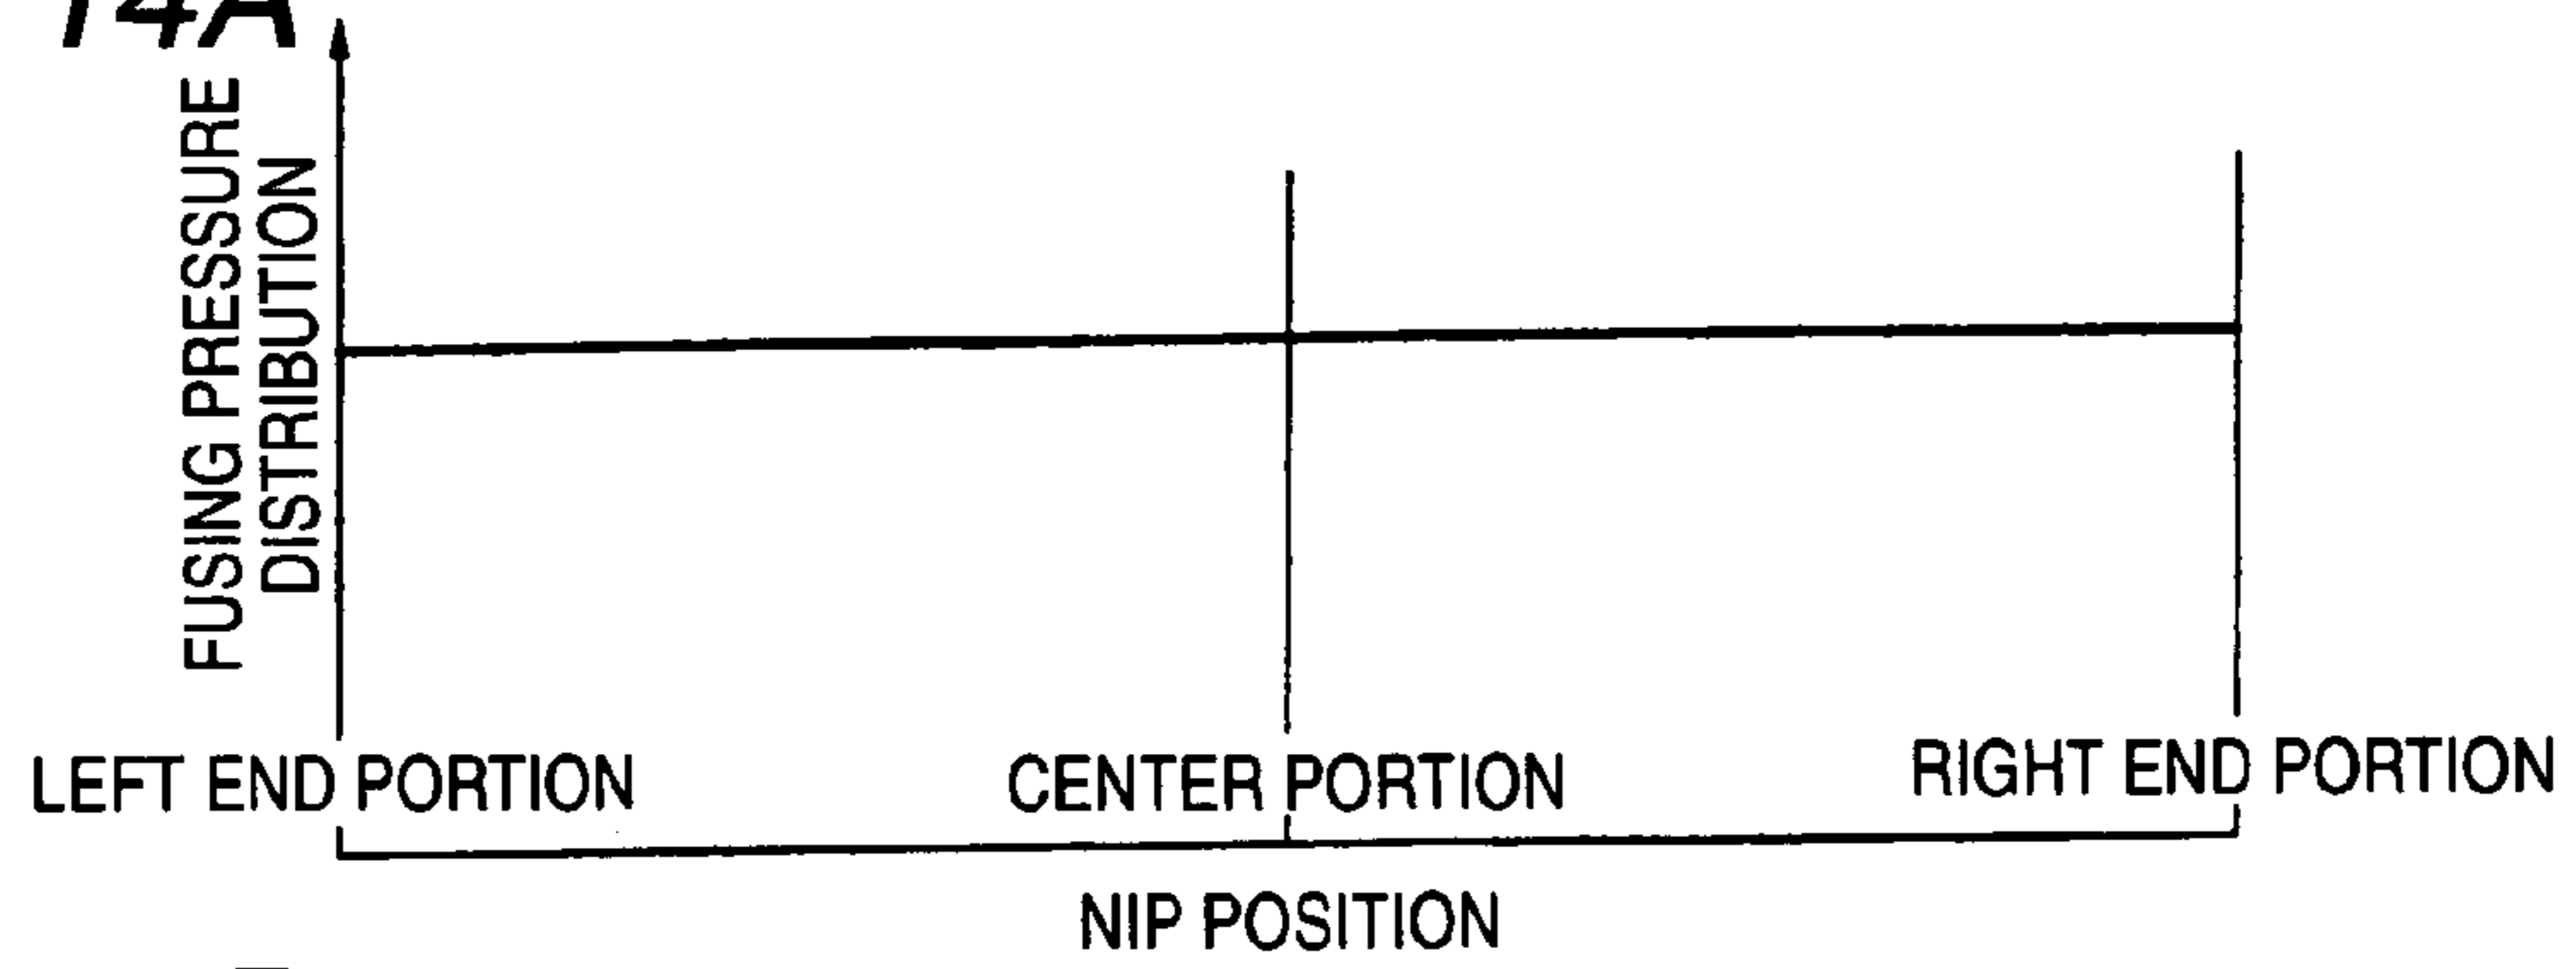 14A
FUSING PRESSURE
DISTRIBUTION
LEFT END PORTION
CENTER PORTION
RIGHT END PORTION
NIP POSITION